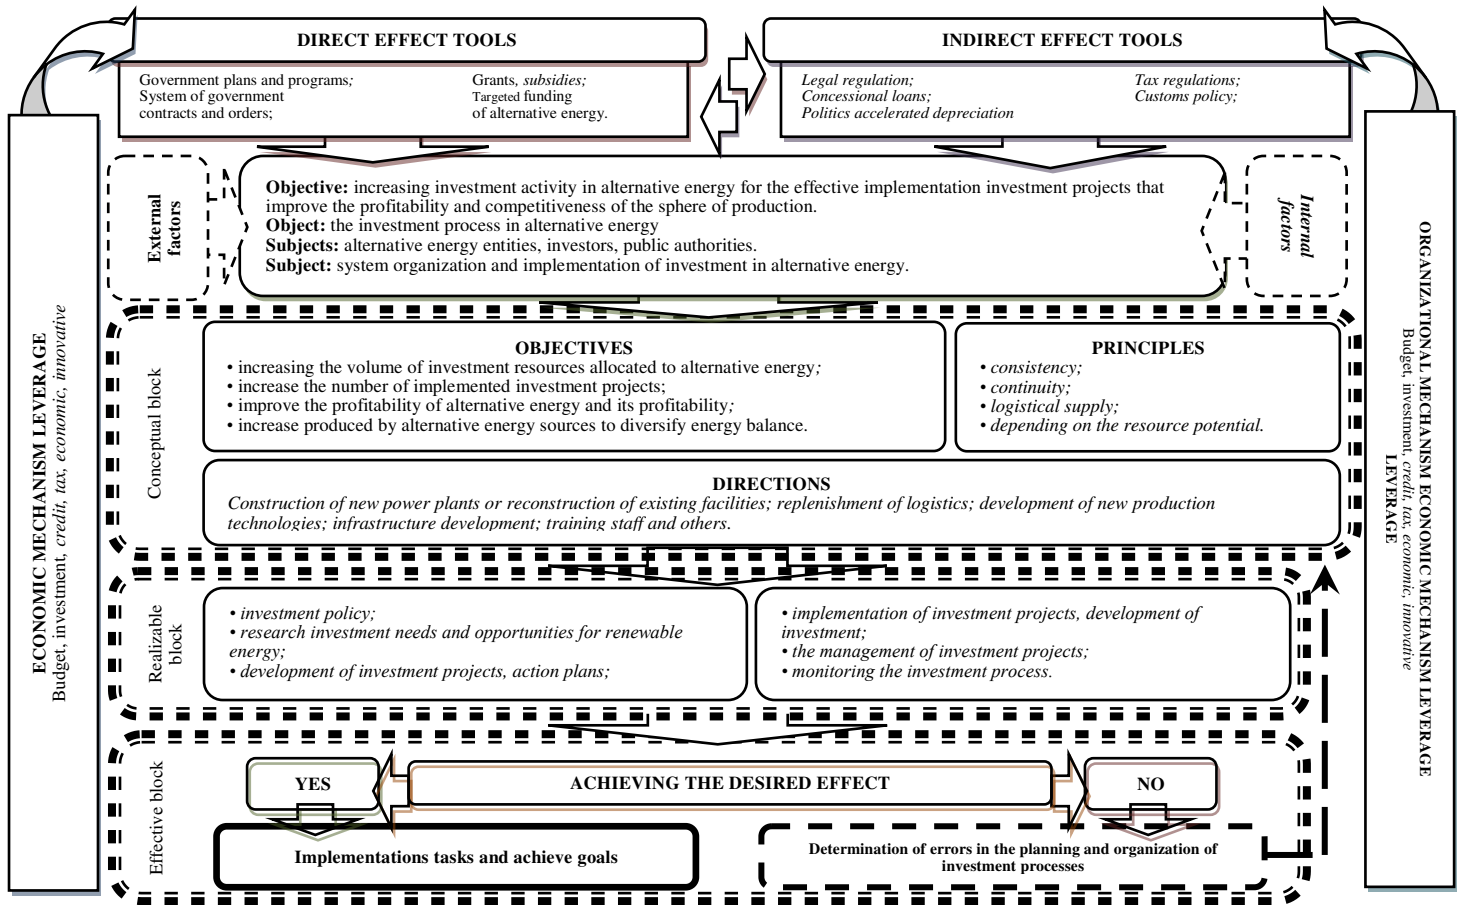 DIRECT EFFECT TOOLS
Government plans and programs;
System of government
contracts and orders;
Grants, subsidies;
Targeted funding
of alternative energy.
INDIRECT EFFECT TOOLS
Legal regulation;
Concessional loans;
Politics accelerated depreciation
Tax regulations;
Customs policy;
ECONOMIC MECHANISM LEVERAGE
Budget, investment, credit, tax, economic, innovative
External
factors
Objective: increasing investment activity in alternative energy for the effective implementation investment projects that
improve the profitability and competitiveness of the sphere of production.
Object: the investment process in alternative energy
Subjects: alternative energy entities, investors, public authorities.
Subject: system organization and implementation of investment in alternative energy.
Internal
factors
ORGANIZATIONAL MECHANISM ECONOMIC MECHANISM LEVERAGE
Budget, investment, credit, tax, economic, innovative
LEVERAGE
Conceptual block
OBJECTIVES
• increasing the volume of investment resources allocated to alternative energy;
• increase the number of implemented investment projects;
• improve the profitability of alternative energy and its profitability;
• increase produced by alternative energy sources to diversify energy balance.
PRINCIPLES
• consistency;
• continuity;
• logistical supply;
• depending on the resource potential.
DIRECTIONS
Construction of new power plants or reconstruction of existing facilities; replenishment of logistics; development of new production
technologies; infrastructure development; training staff and others.
Realizable
block
• investment policy;
• research investment needs and opportunities for renewable
energy;
• development of investment projects, action plans;
• implementation of investment projects, development of
investment;
• the management of investment projects;
• monitoring the investment process.
Effective block
YES
ACHIEVING THE DESIRED EFFECT
NO
Implementations tasks and achieve goals
Determination of errors in the planning and organization of
investment processes